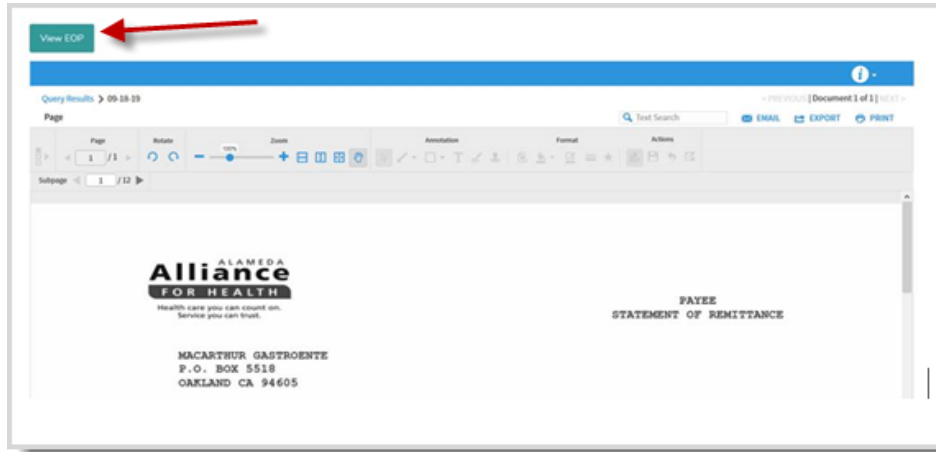 View EOP
Query Results > 09-18-19
< PREVIOUS | Document 1 of 1 | NEXT >
Page
Text Search
EMAIL
EXPORT
PRINT
Page
Rotate
100%
Zoom
Annotation
Format
Actions
1 /1
Subpage 1 /12
ALAMEDA
Alliance
FOR HEALTH
Health care you can count on.
Service you can trust.
PAYEE
STATEMENT OF REMITTANCE
MACARTHUR GASTROENTE
P.O. BOX 5518
OAKLAND CA 94605